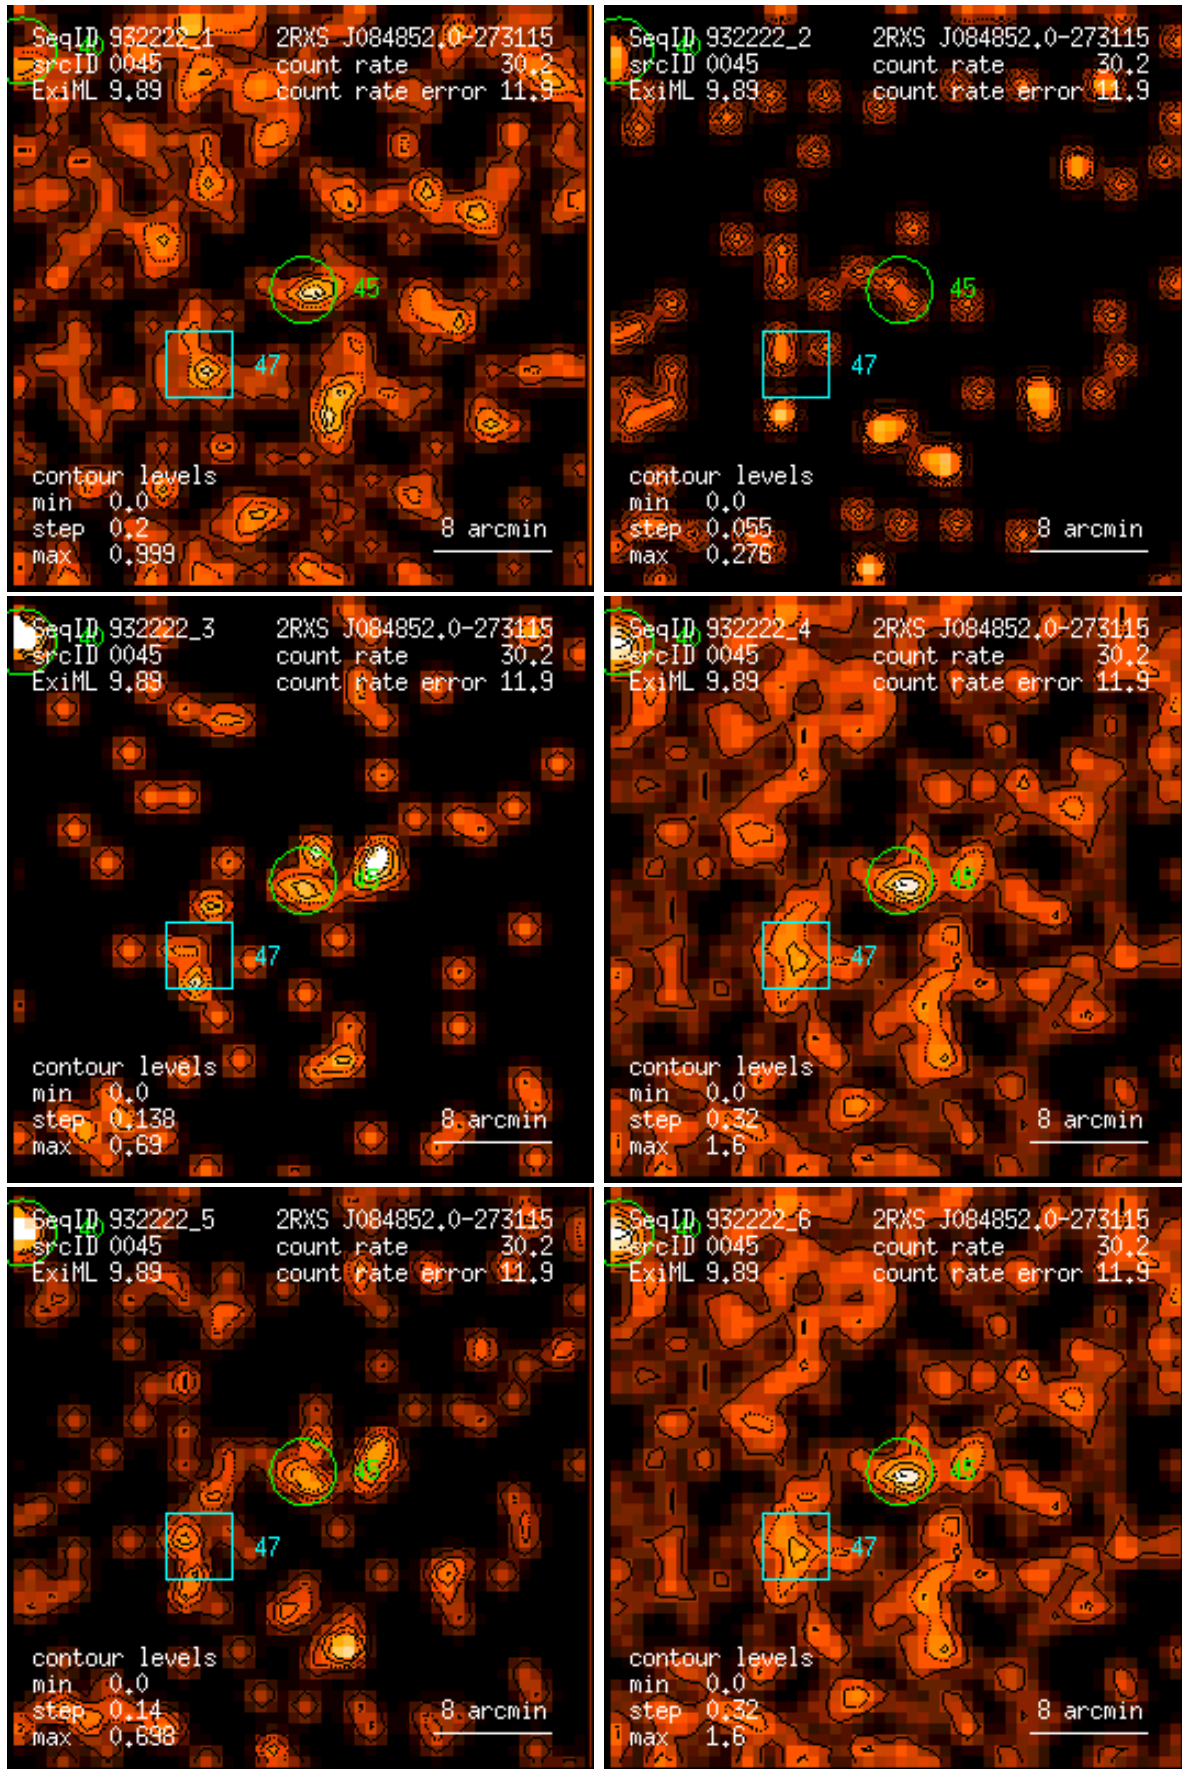 SeqID 932222_1 2RXS J084852.0-273115
40
srcID 0045 count rate 30.2
ExiML 9.89 count rate error 11.9
45
47
contour levels
min 0.0
step 0.2 8 arcmin
max 0.999
SeqID 932222_2 2RXS J084852.0-273115
40
srcID 0045 count rate 30.2
ExiML 9.89 count rate error 11.9
45
47
contour levels
min 0.0
step 0.055 8 arcmin
max 0.276
SeqID 932222_3 2RXS J084852.0-273115
40
srcID 0045 count rate 30.2
ExiML 9.89 count rate error 11.9
45
47
contour levels
min 0.0
step 0.138 8 arcmin
max 0.69
SeqID 932222_4 2RXS J084852.0-273115
40
srcID 0045 count rate 30.2
ExiML 9.89 count rate error 11.9
45
47
contour levels
min 0.0
step 0.32 8 arcmin
max 1.6
SeqID 932222_5 2RXS J084852.0-273115
40
srcID 0045 count rate 30.2
ExiML 9.89 count rate error 11.9
45
47
contour levels
min 0.0
step 0.14 8 arcmin
max 0.698
SeqID 932222_6 2RXS J084852.0-273115
40
srcID 0045 count rate 30.2
ExiML 9.89 count rate error 11.9
45
47
contour levels
min 0.0
step 0.32 8 arcmin
max 1.6